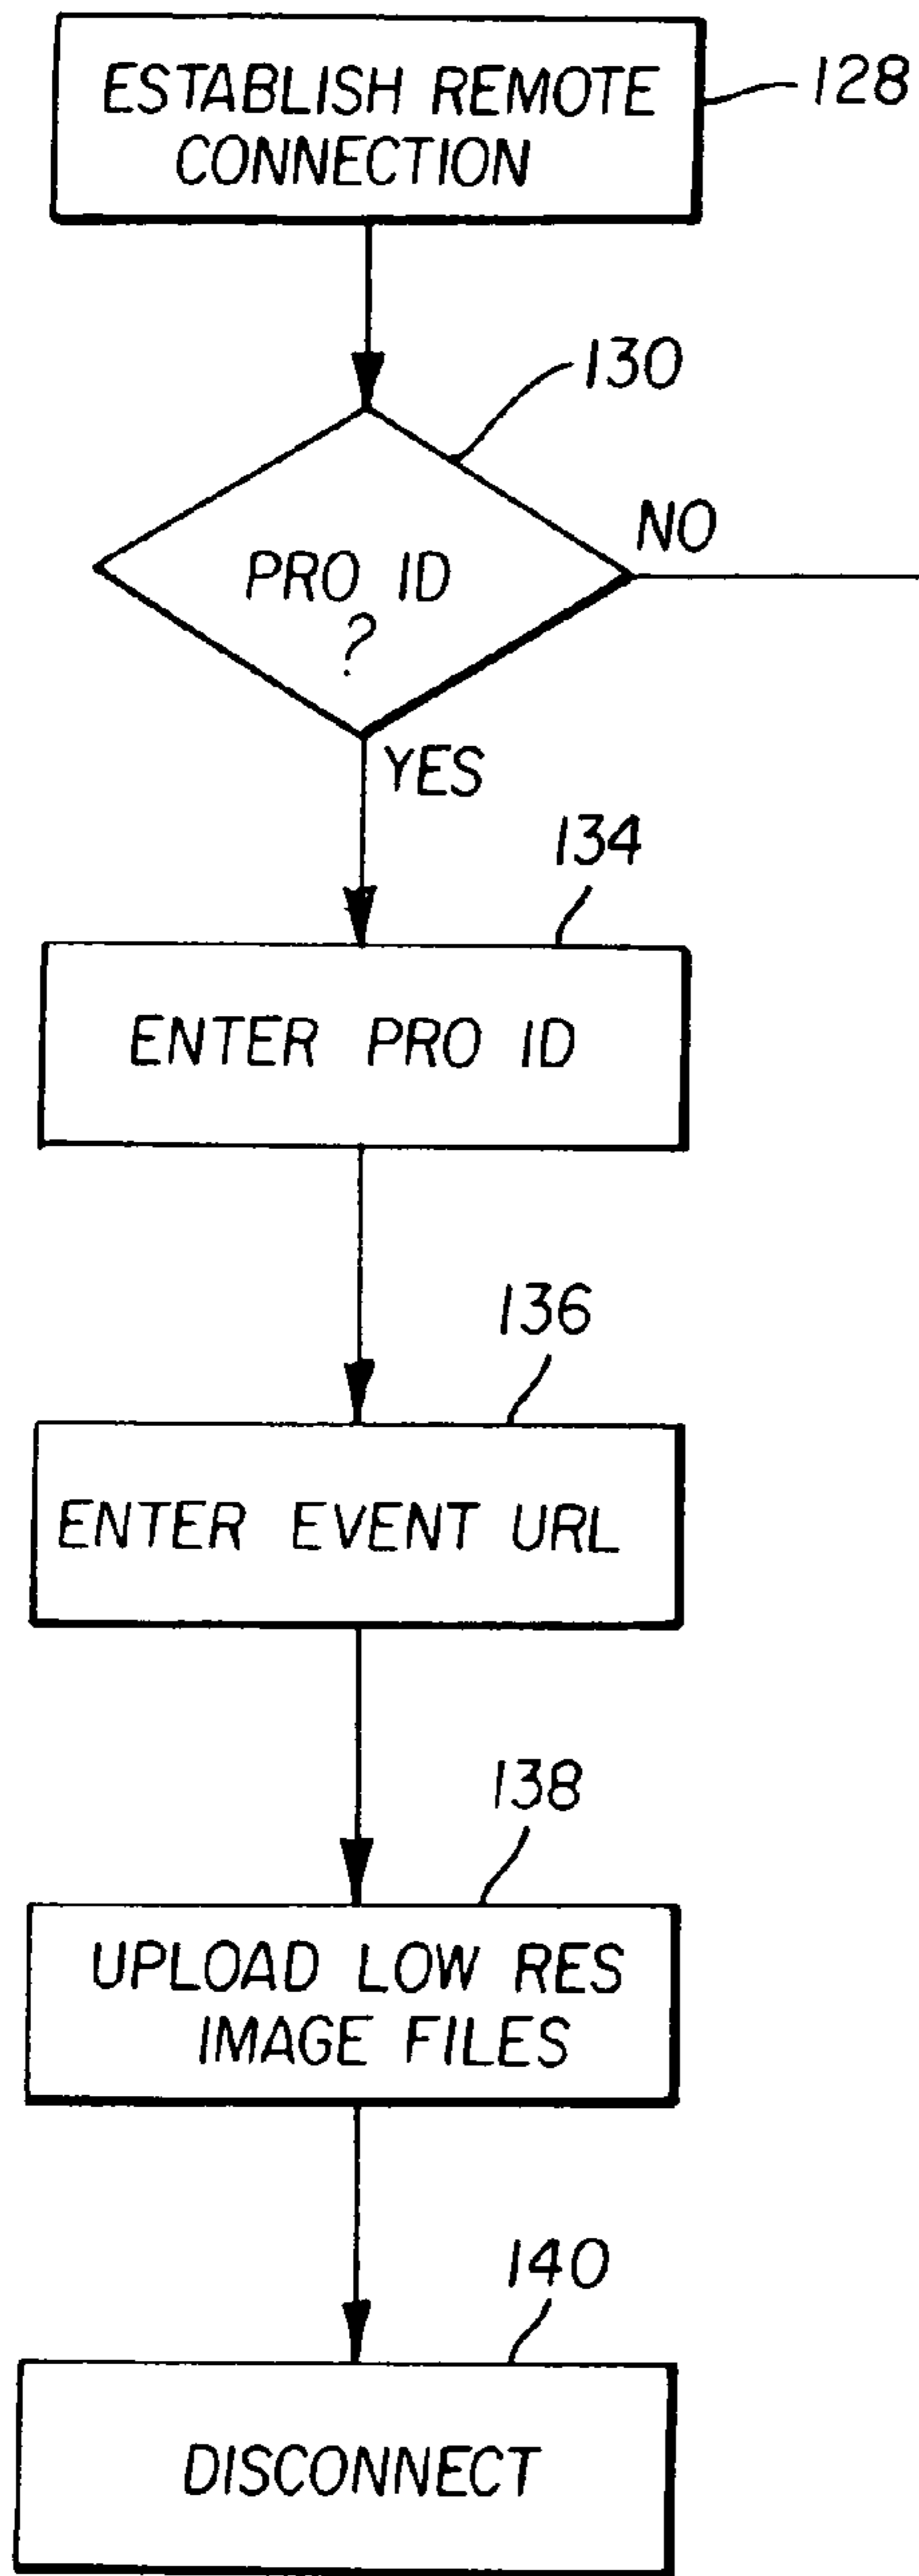 ESTABLISH REMOTE
CONNECTION
128
130
NO
PRO ID
?
YES
134
ENTER PRO ID
136
ENTER EVENT URL
138
UPLOAD LOW RES
IMAGE FILES
140
DISCONNECT